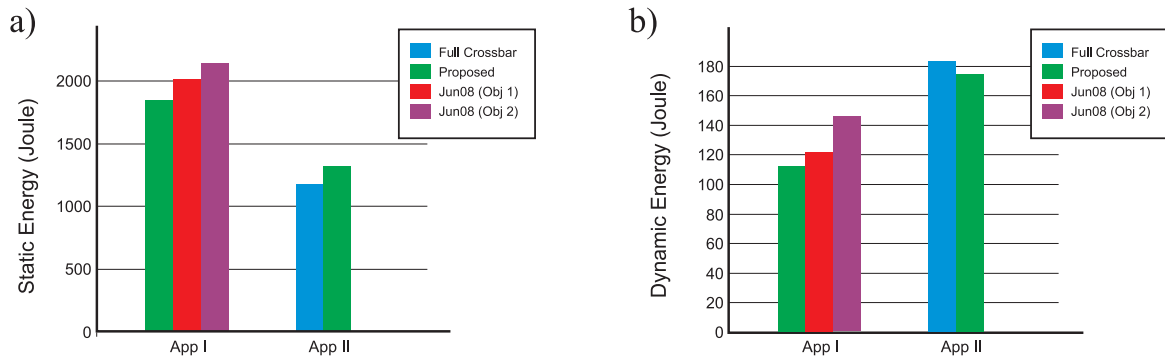 a)
Static Energy (Joule)
2000
1500
1000
500
0
App I
App II
Full Crossbar
Proposed
Jun08 (Obj 1)
Jun08 (Obj 2)
b)
Dynamic Energy (Joule)
180
160
140
120
100
80
60
40
20
0
App I
App II
Full Crossbar
Proposed
Jun08 (Obj 1)
Jun08 (Obj 2)